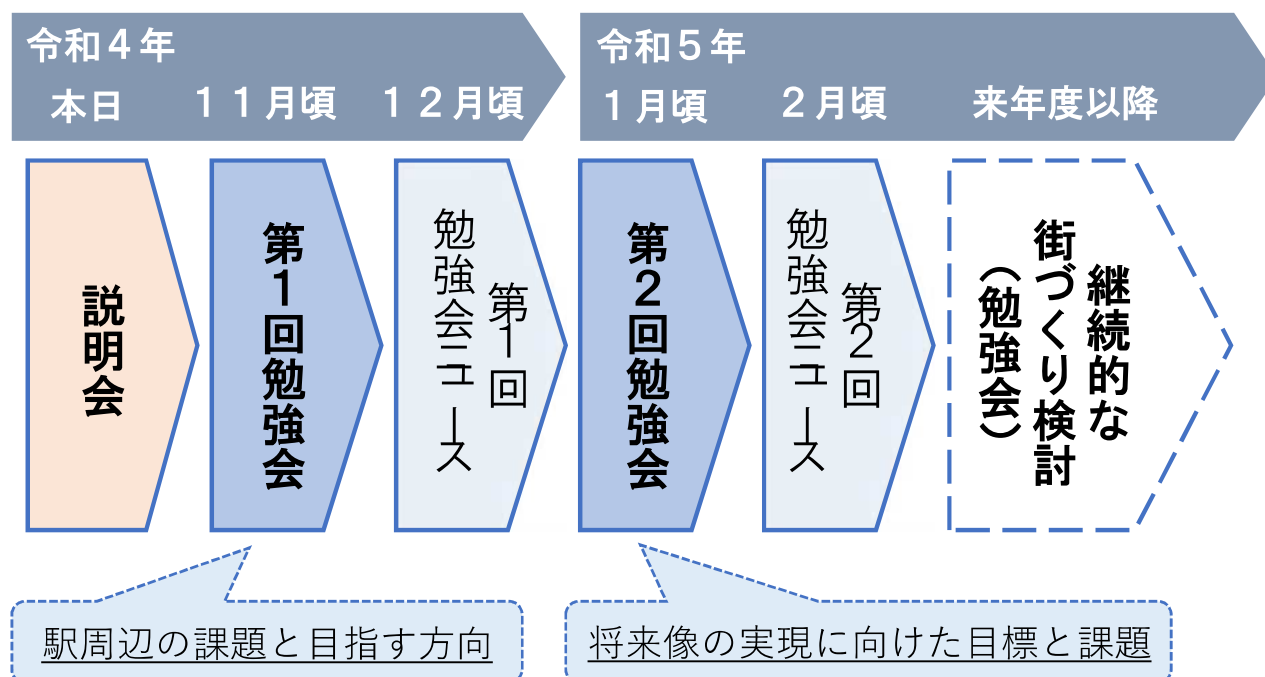 令和４年
本日
１１月頃
１２月頃
令和５年
１月頃
２月頃
来年度以降
説明会
第１回勉強会
第１回
勉強会ニュース
第２回勉強会
第２回
勉強会ニュース
継続的な
街づくり検討
（勉強会）
駅周辺の課題と目指す方向
将来像の実現に向けた目標と課題